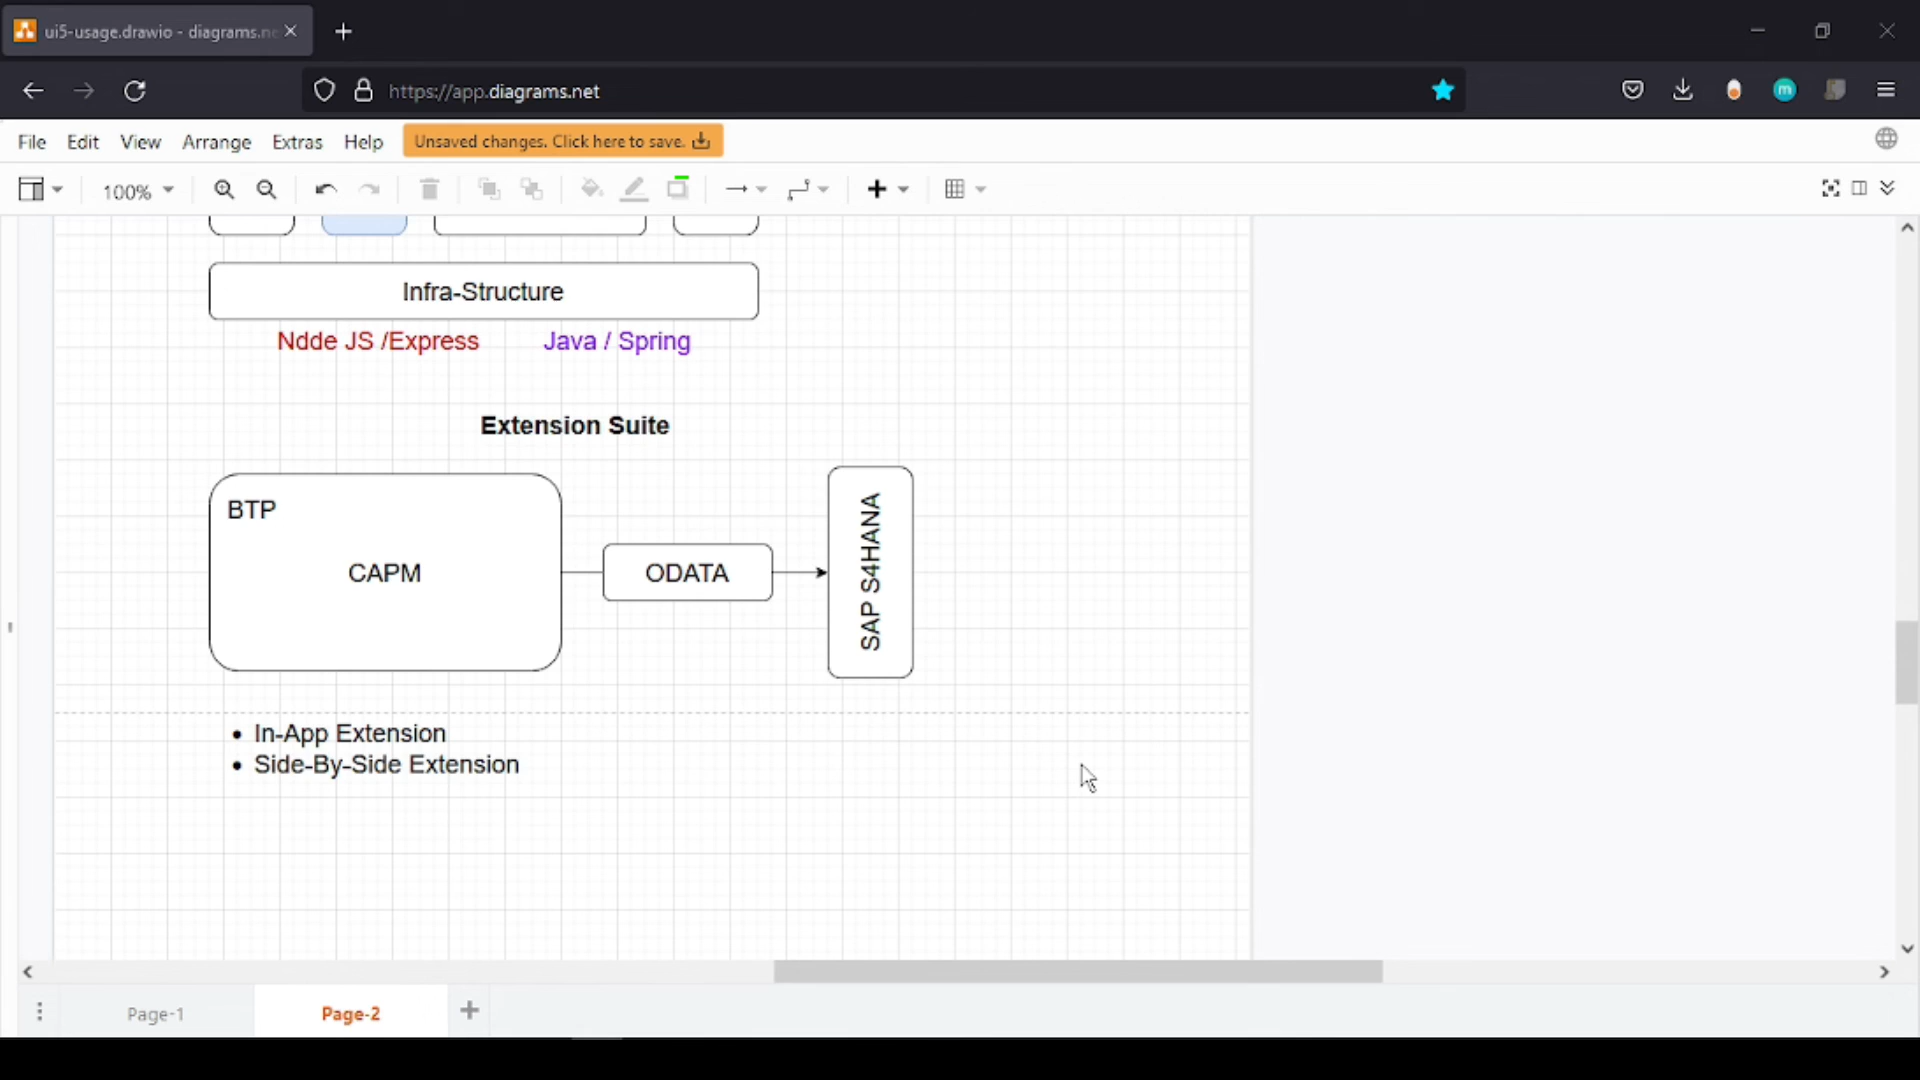 ui5-usage.drawio - diagrams.ne
https://app.diagrams.net
m
File Edit View Arrange Extras Help Unsaved changes. Click here to save.
100%
Infra-Structure
Ndde JS /Express Java / Spring
Extension Suite
BTP
CAPM
ODATA
SAP S4HANA
• In-App Extension
• Side-By-Side Extension
Page-1 Page-2